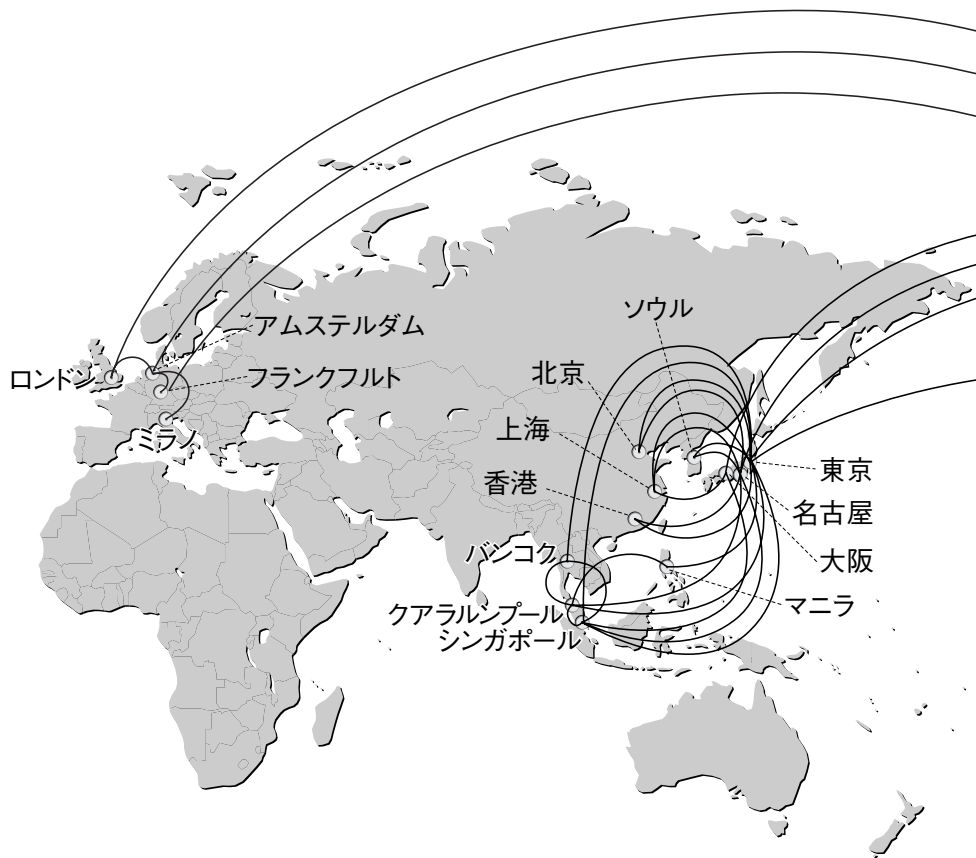 ソウル
アムステルダム
ロンドン
フランクフルト
北京
ミラノ
上海
東京
香港
名古屋
バンコク
大阪
マニラ
クアラルンプール
シンガポール